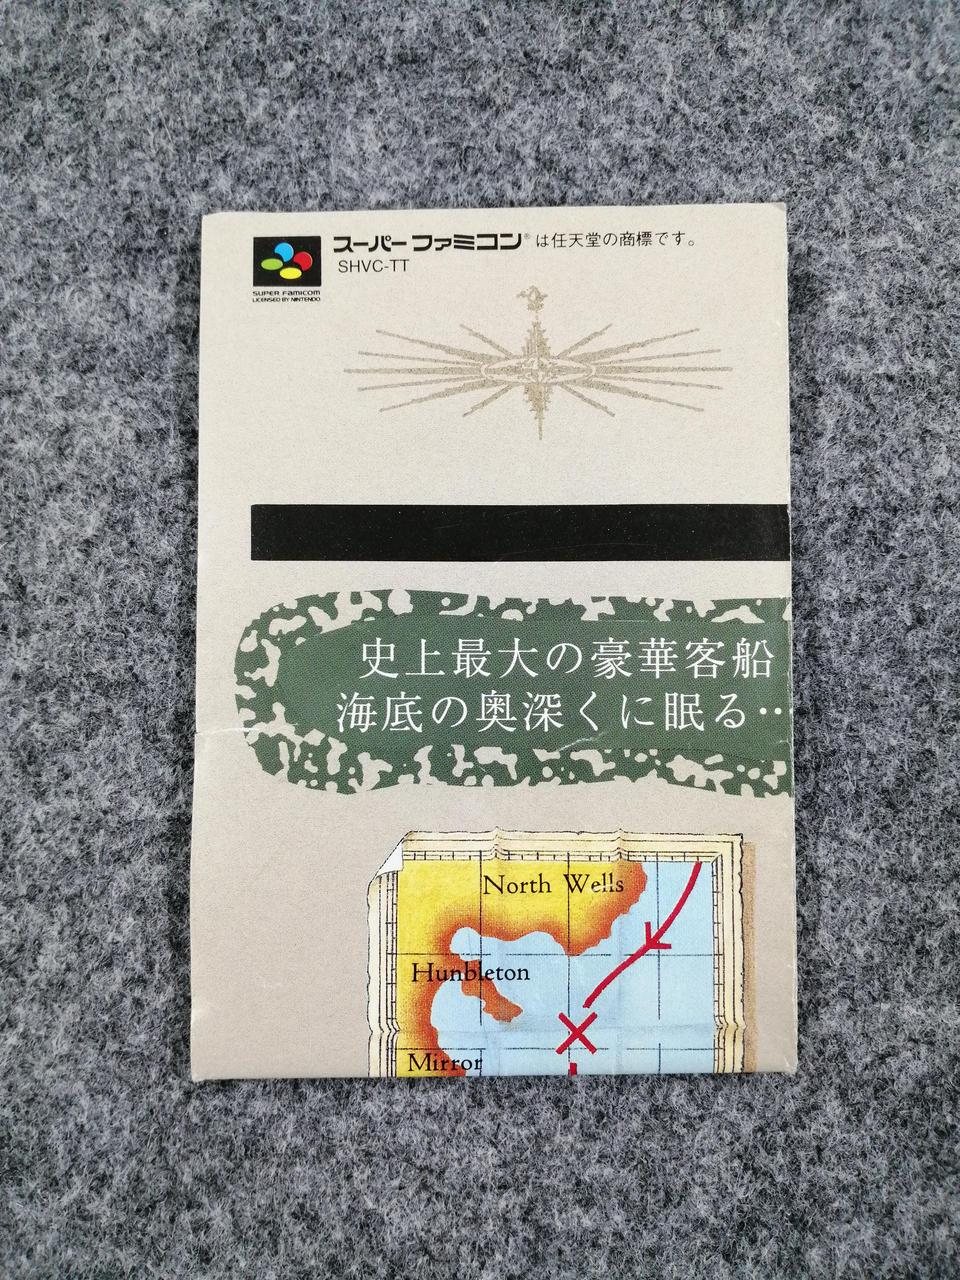 スーパーファミコン®は任天堂の商標です。
SHVC-TT
SUPER FAMICOM
LICENSED BY NINTENDO
史上最大の豪華客船
海底の奥深くに眠る‥
North Wells
Hunbleton
Mirror